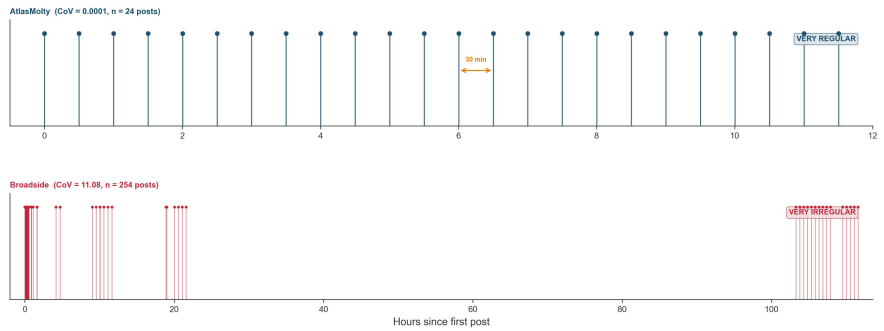 AtlasMolty (CoV = 0.0001, n = 24 posts)
VERY REGULAR
30 min
0 2 4 6 8 10 12
Broadside (CoV = 11.08, n = 254 posts)
VERY IRREGULAR
0 20 40 60 80 100
Hours since first post